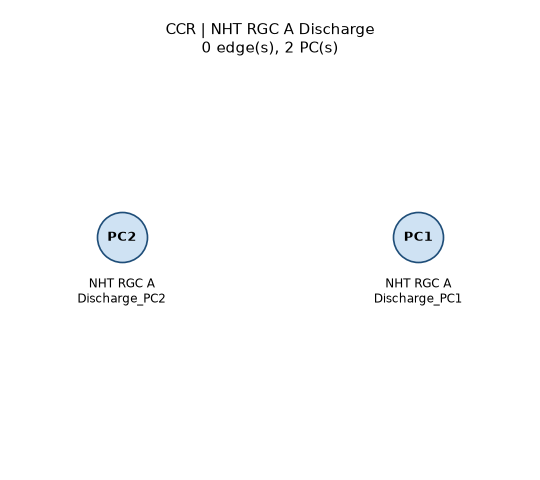 CCR | NHT RGC A Discharge
0 edge(s), 2 PC(s)
PC2
PC1
NHT RGC A
Discharge_PC2
NHT RGC A
Discharge_PC1